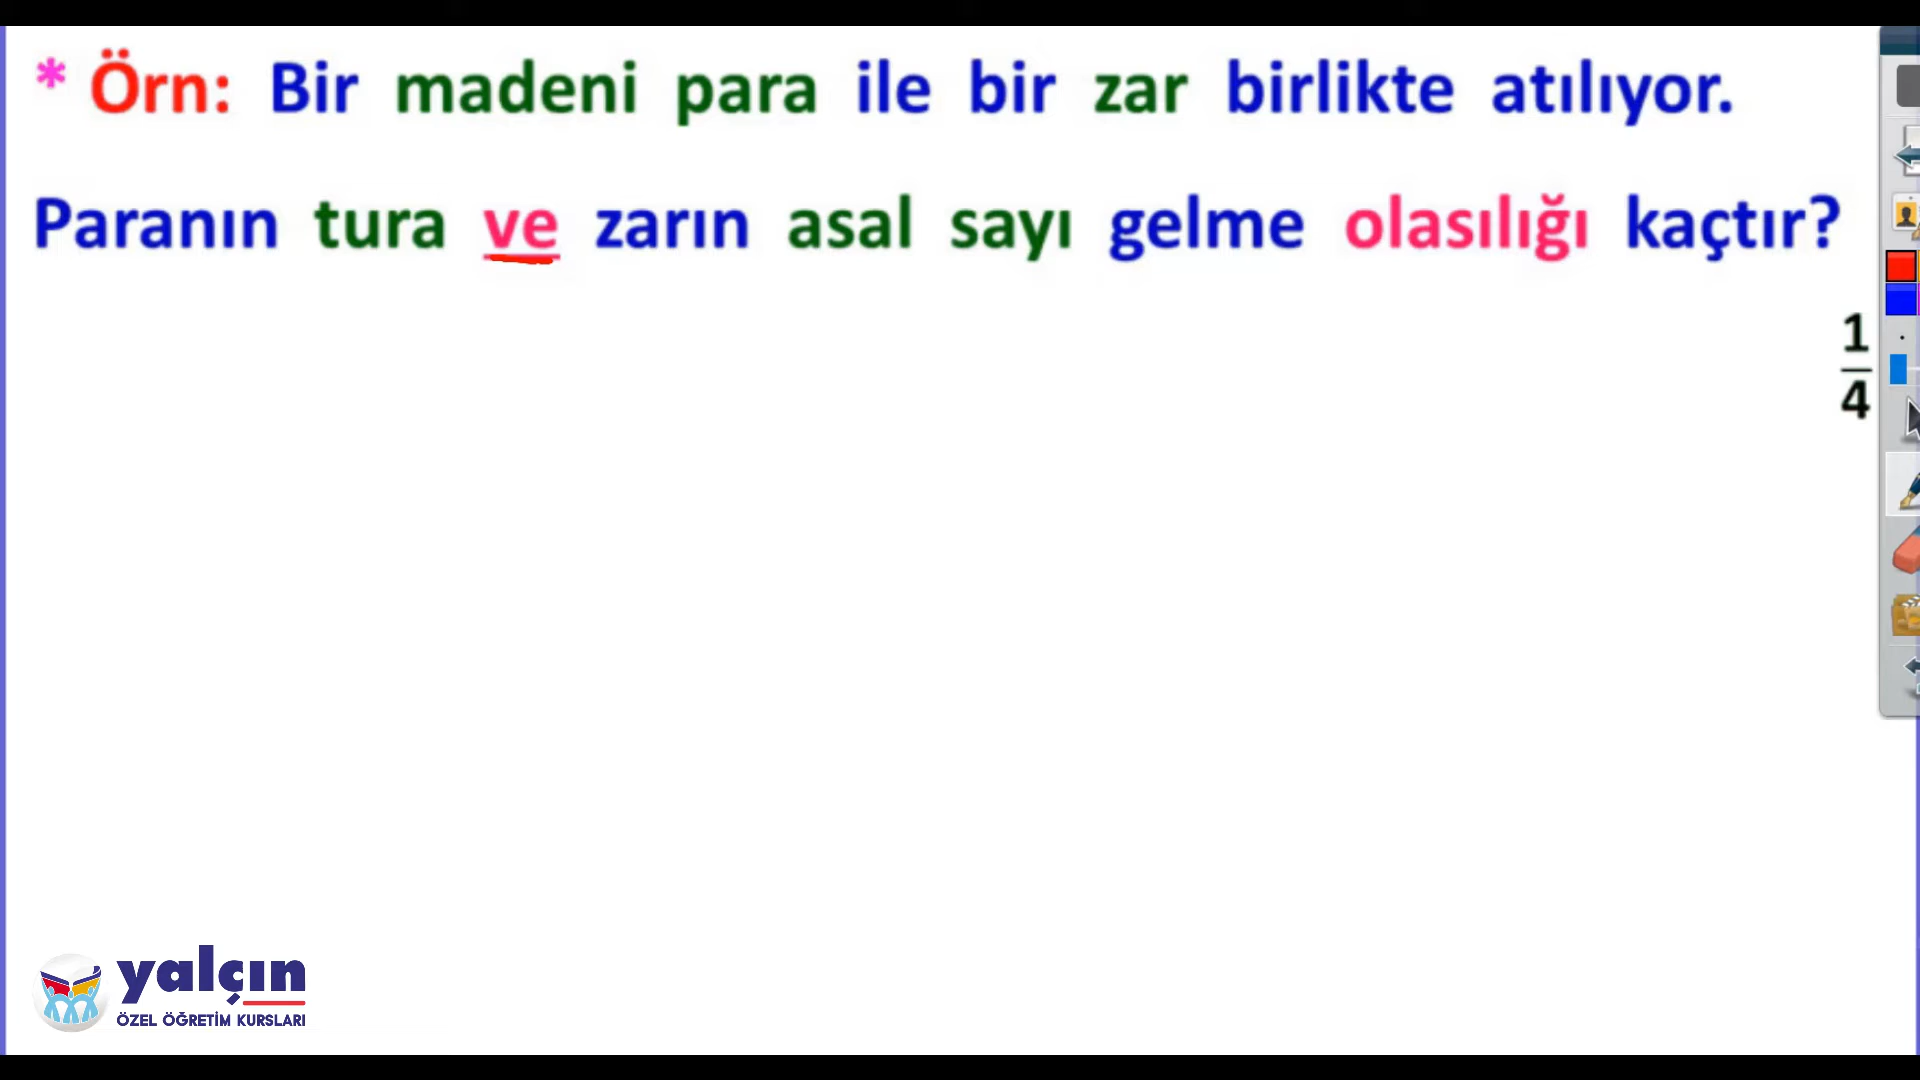 * Örn: Bir madeni para ile bir zar birlikte atılıyor.
Paranın tura ve zarın asal sayı gelme olasılığı kaçtır?
1
4
yalçın
ÖZEL ÖĞRETİM KURSLARI